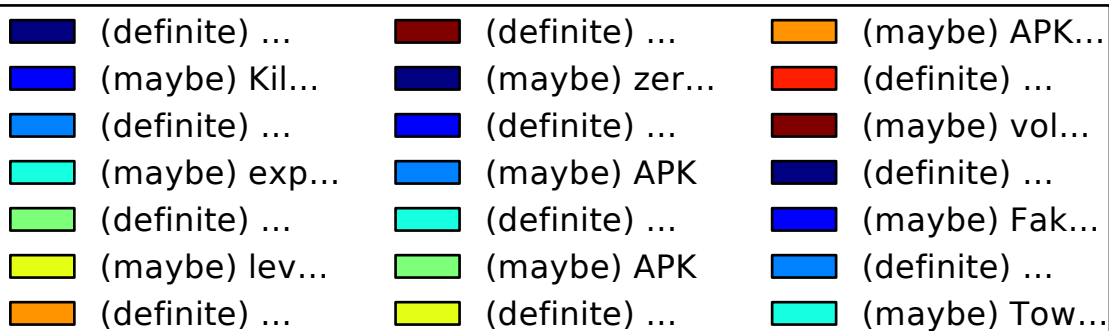 (definite) ... (definite) ... (maybe) APK...
(maybe) Kil... (maybe) zer... (definite) ...
(definite) ... (definite) ... (maybe) vol...
(maybe) exp... (maybe) APK (definite) ...
(definite) ... (definite) ... (maybe) Fak...
(maybe) lev... (maybe) APK (definite) ...
(definite) ... (definite) ... (maybe) Tow...